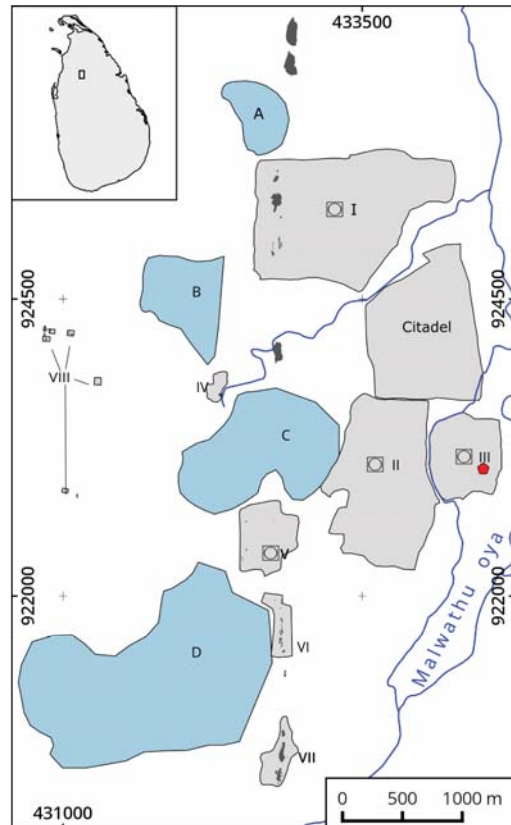 433500
A
I
924500
924500
B
Citadel
VIII
IV
C
II
III
V
922000
922000
D
VI
Malwathu oya
VII
431000
0 500 1000 m